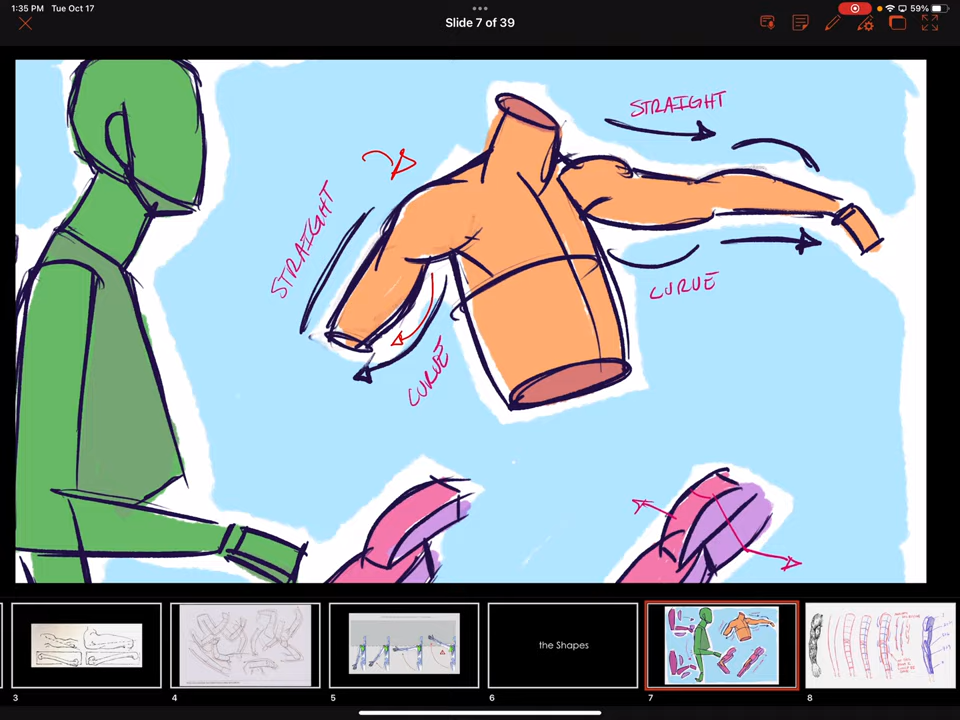 1:35 PM Tue Oct 17
59%
Slide 7 of 39
STRAIGHT
STRAIGHT
CURVE
CURVE
the Shapes
3
4
5
6
7
8